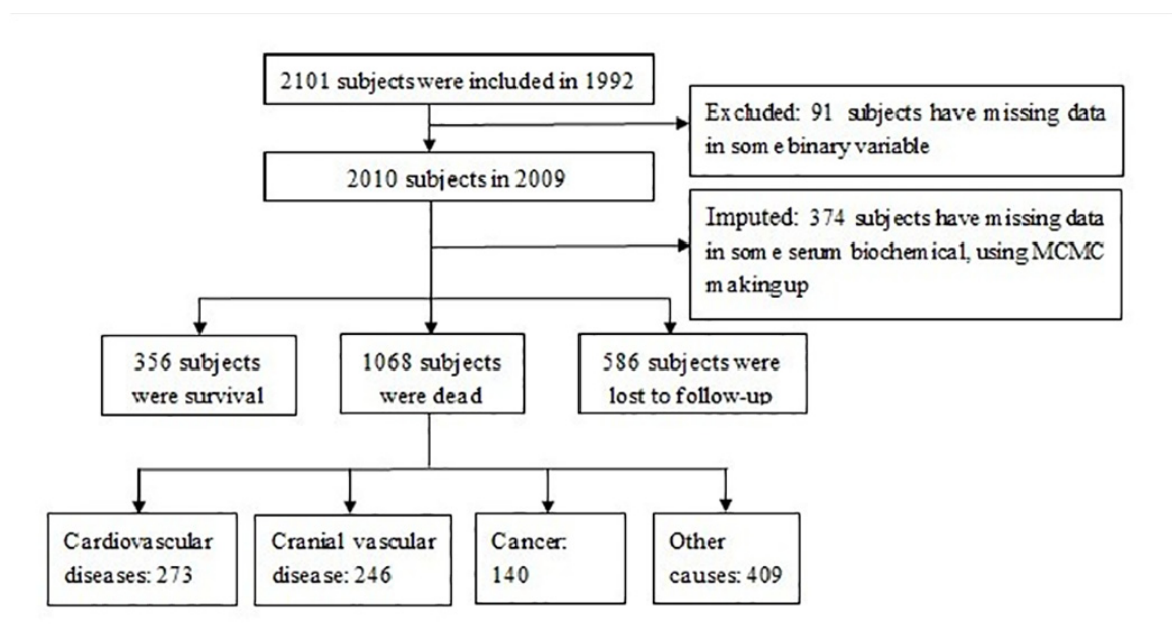 2101 subjects were included in 1992
Excluded: 91 subjects have missing data
in some binary variable
2010 subjects in 2009
Imputed: 374 subjects have missing data
in some serum biochemical, using MCMC
makingup
356 subjects
were survival
1068 subjects
were dead
586 subjects were
lost to follow-up
Cardiovascular
diseases: 273
Cranial vascular
disease: 246
Cancer:
140
Other
causes: 409